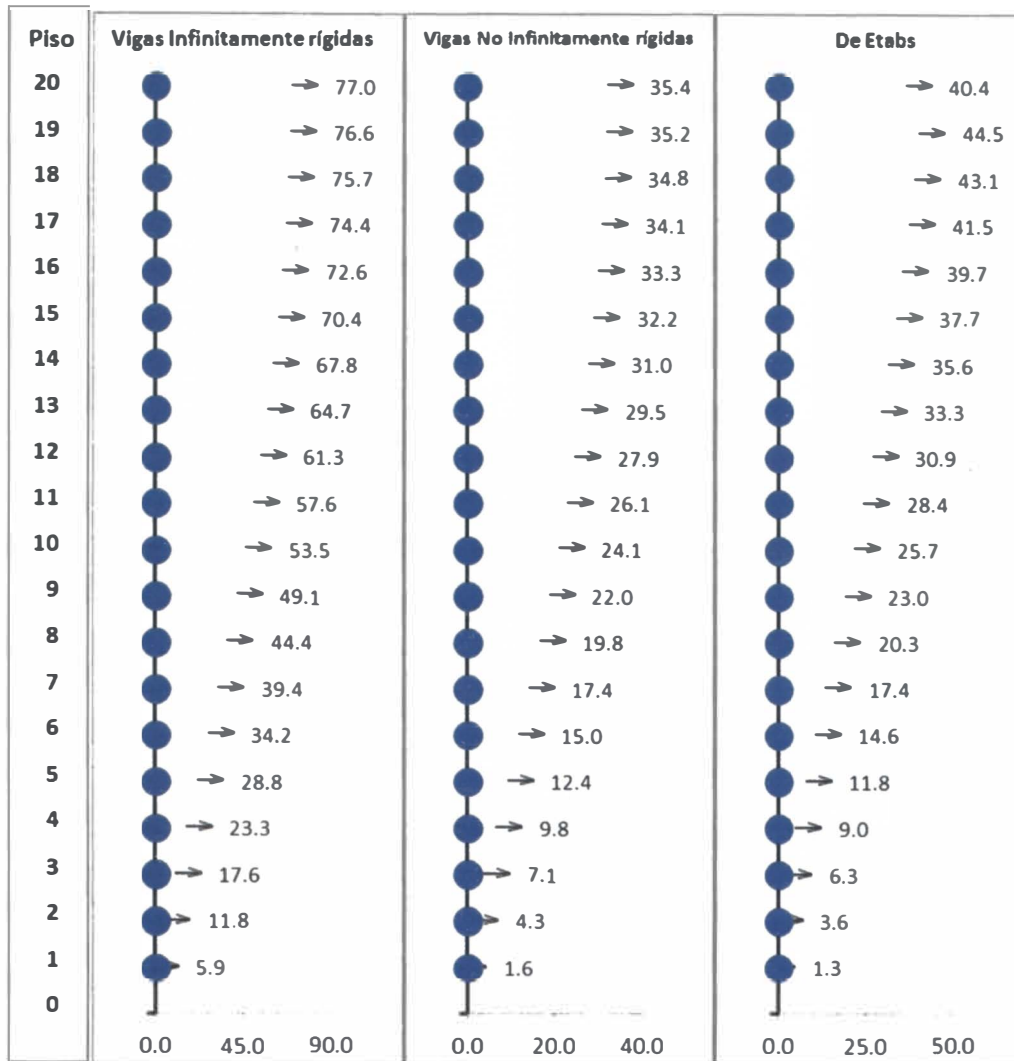 Piso Vigas Infinitamente rígidas Vigas No Infinitamente rígidas De Etabs
20 77.0 35.4 40.4
19 76.6 35.2 44.5
18 75.7 34.8 43.1
17 74.4 34.1 41.5
16 72.6 33.3 39.7
15 70.4 32.2 37.7
14 67.8 31.0 35.6
13 64.7 29.5 33.3
12 61.3 27.9 30.9
11 57.6 26.1 28.4
10 53.5 24.1 25.7
9 49.1 22.0 23.0
8 44.4 19.8 20.3
7 39.4 17.4 17.4
6 34.2 15.0 14.6
5 28.8 12.4 11.8
4 23.3 9.8 9.0
3 17.6 7.1 6.3
2 11.8 4.3 3.6
1 5.9 1.6 1.3
0
0.0 45.0 90.0 0.0 20.0 40.0 0.0 25.0 50.0